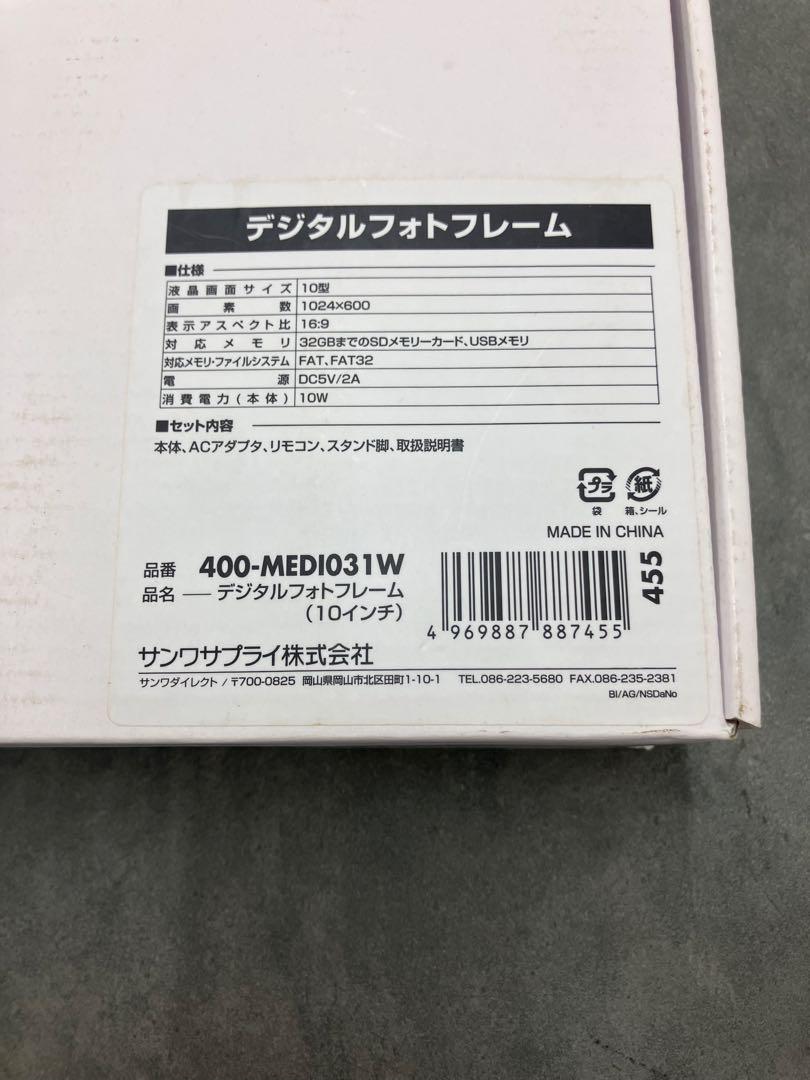 デジタルフォトフレーム
■仕様
液晶画面サイズ 10型
画素数 1024×600
表示アスペクト比 16:9
対応メモリ 32GBまでのSDメモリーカード、USBメモリ
対応メモリ・ファイルシステム FAT、FAT32
電源 DC5V/2A
消費電力(本体) 10W
■セット内容
本体、ACアダプタ、リモコン、スタンド脚、取扱説明書
プラ 紙
袋 箱、シール
MADE IN CHINA
品番 400-MEDI031W
品名 ― デジタルフォトフレーム
(10インチ)
4 969887 887455
455
サンワサプライ株式会社
サンワダイレクト / 〒700-0825 岡山県岡山市北区田町1-10-1 TEL.086-223-5680 FAX.086-235-2381
BI/AG/NSDaNo